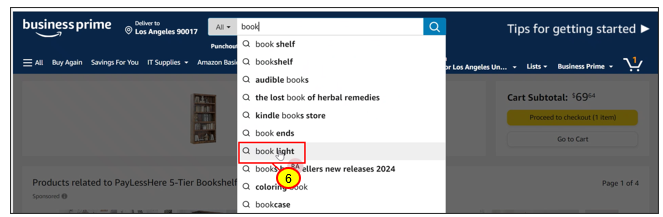 business prime
Deliver to
Los Angeles 90017
All
book
Tips for getting started
Punchout
book shelf
All
Buy Again
Savings For You
IT Supplies
Amazon Basi
bookshelf
or Los Angeles Un...
Lists
Business Prime
1
audible books
the lost book of herbal remedies
Cart Subtotal: $69.64
kindle books store
Proceed to checkout (1 item)
book ends
Go to Cart
book light
6
ellers new releases 2024
Products related to PayLessHere 5-Tier Bookshelf
Page 1 of 4
coloring book
Sponsored
bookcase